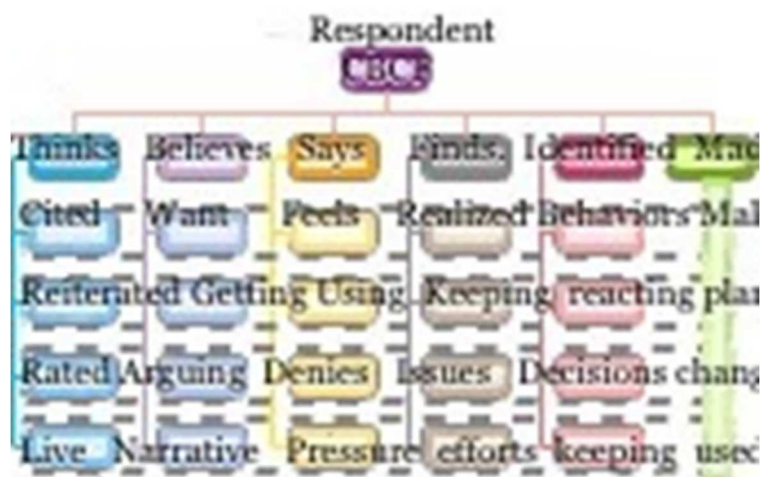 Respondent
Thinks Believes Says Finds. Identified
Cited Want Feels Realized Behaviors
Reiterated Getting Using Keeping reacting
Rated Arguing Denies Issues Decisions
Live Narrative Pressure efforts keeping used